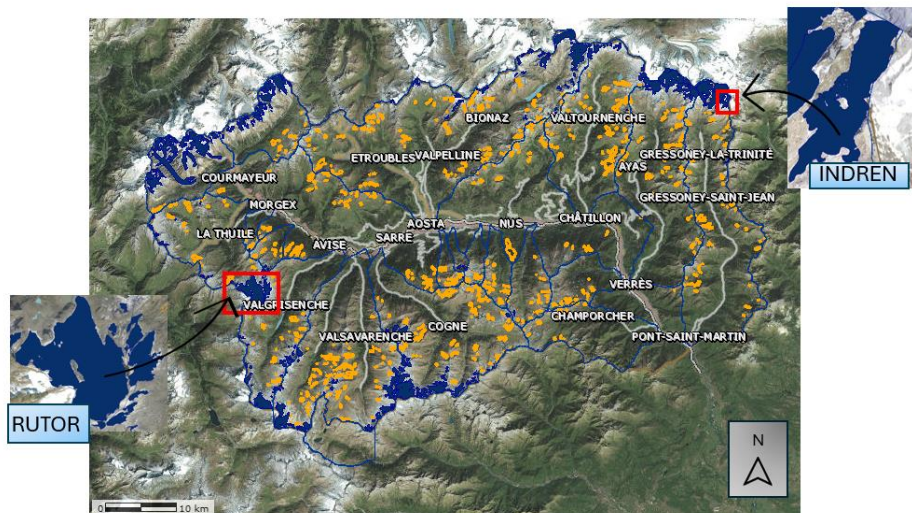 INDREN
BIONAZ
VALTOURNENCHE
ETROUBLES
VALPELLINE
AYAS
GRESSONEY-LA-TRINITÉ
COURMAYEUR
GRESSONEY-SAINT-JEAN
MORGEX
AOSTA
NUS
CHÂTILLON
LA THUILE
AVISE
SARRE
VERRÈS
VALGRISENCHE
CHAMPORCHER
COGNE
VALSAVARENCHE
PONT-SAINT-MARTIN
RUTOR
N
0 10 km